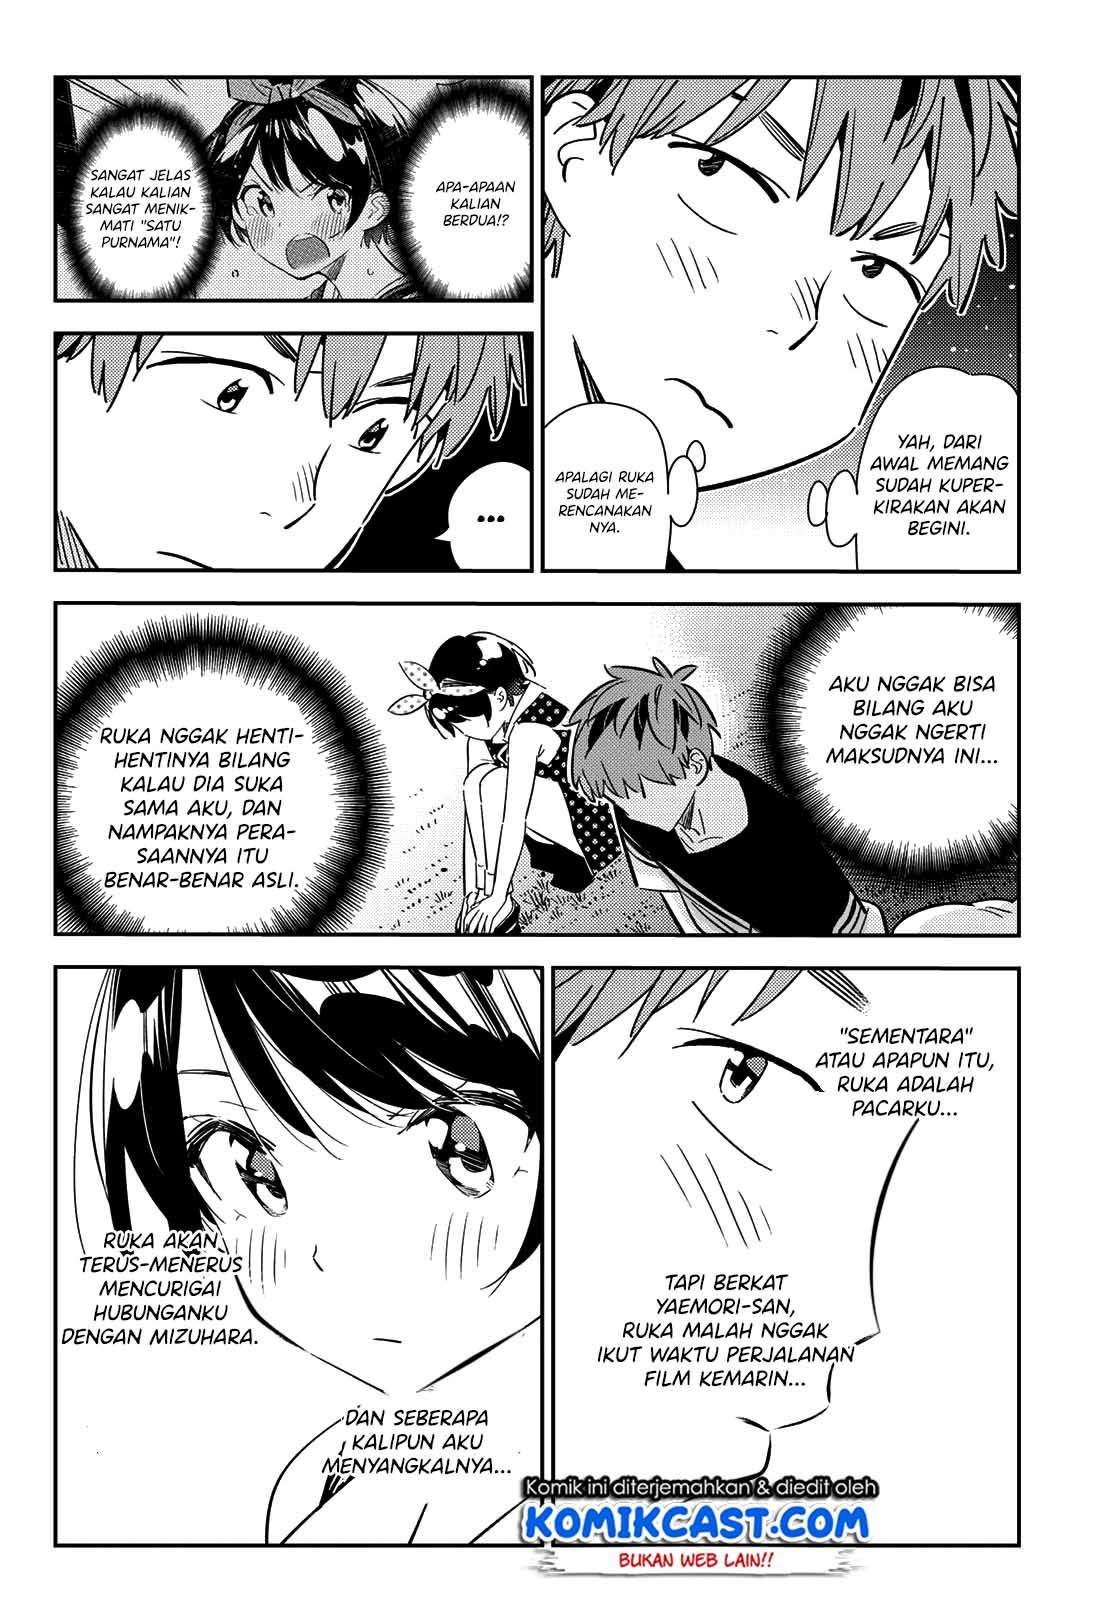 YAH, DARI
AWAL MEMANG
SUDAH KUPER-
KIRAKAN AKAN
BEGINI.
APALAGI RUKA
SUDAH ME-
RENCANAKAN
NYA.
APA-APAAN
KALIAN
BERDUA!?
SANGAT JELAS
KALAU KALIAN
SANGAT MENIK-
MATI "SATU
PURNAMA"!
...
AKU NGGAK BISA
BILANG AKU
NGGAK NGERTI
MAKSUDNYA INI...
RUKA NGGAK HENTI-
HENTINYA BILANG
KALAU DIA SUKA
SAMA AKU, DAN
NAMPAKNYA PERA-
SAANNYA ITU
BENAR-BENAR ASLI.
"SEMENTARA"
ATAU APAPUN ITU,
RUKA ADALAH
PACARKU...
TAPI BERKAT
YAEMORI-SAN,
RUKA MALAH NGGAK
IKUT WAKTU PERJALANAN
FILM KEMARIN...
RUKA AKAN
TERUS-MENERUS
MENCURIGAI
HUBUNGANKU
DENGAN MIZUHARA.
DAN SEBERAPA
KALIPUN AKU
MENYANGKALNYA...
Komik ini diterjemahkan & diedit oleh
KOMIKCAST.COM
BUKAN WEB LAIN!!